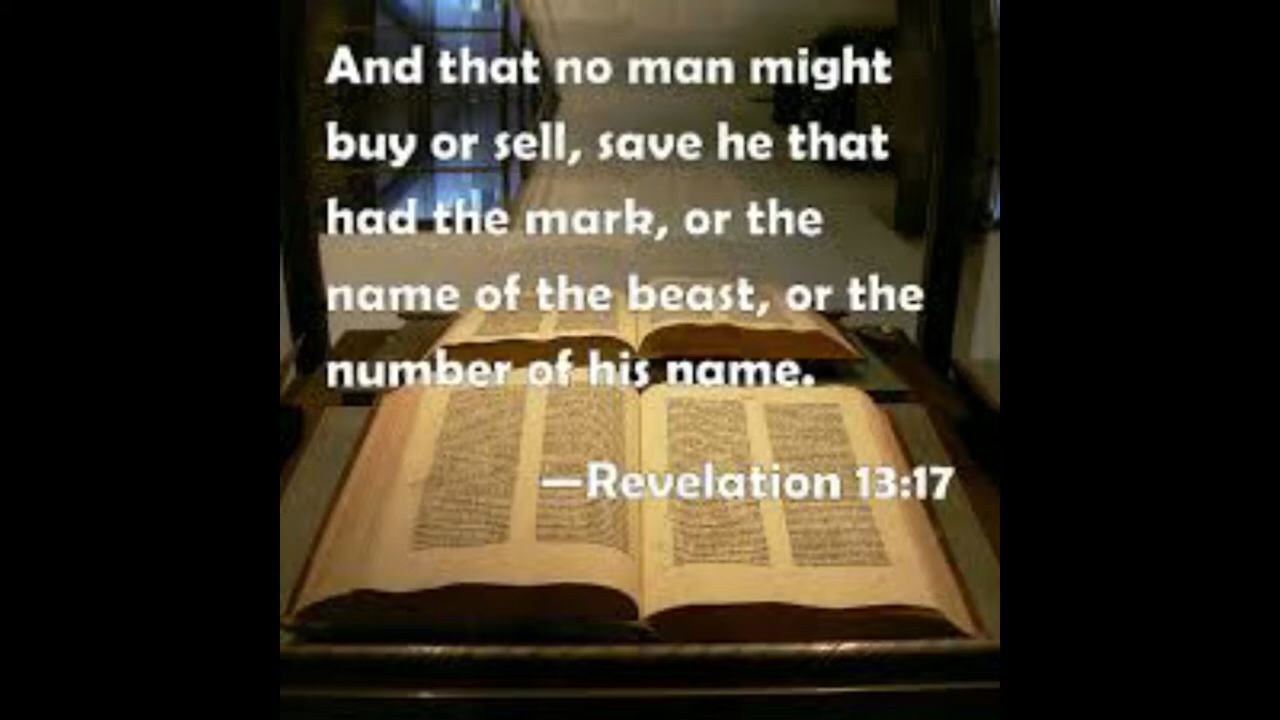 And that no man might
buy or sell, save he that
had the mark, or the
name of the beast, or the
number of his name.
—Revelation 13:17